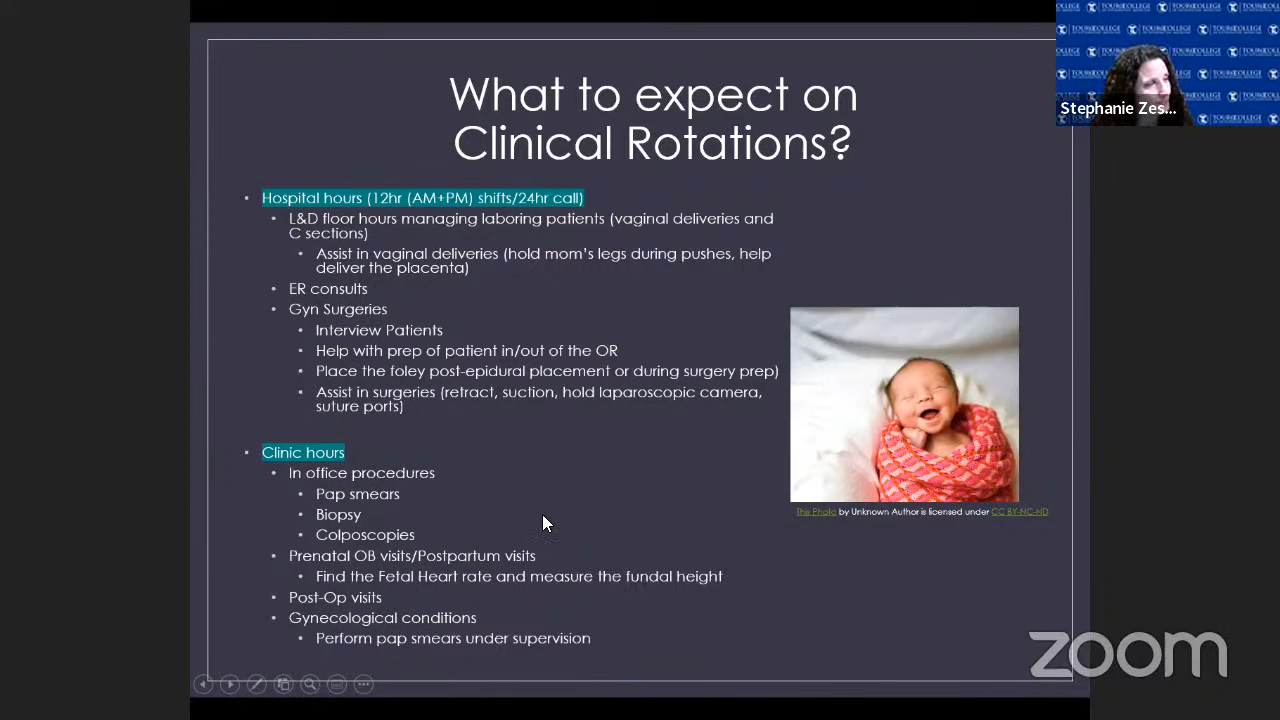 What to expect on
Clinical Rotations?
Hospital hours (12hr (AM+PM) shifts/24hr call)
L&D floor hours managing laboring patients (vaginal deliveries and
C sections)
Assist in vaginal deliveries (hold mom's legs during pushes, help
deliver the placenta)
ER consults
Gyn Surgeries
Interview Patients
Help with prep of patient in/out of the OR
Place the foley post-epidural placement or during surgery prep)
Assist in surgeries (retract, suction, hold laparoscopic camera,
suture ports)
Clinic hours
In office procedures
Pap smears
Biopsy
Colposcopies
Prenatal OB visits/Postpartum visits
Find the Fetal Heart rate and measure the fundal height
Post-Op visits
Gynecological conditions
Perform pap smears under supervision
This Photo by Unknown Author is licensed under CC BY-NC-ND
Stephanie Zes...
zoom